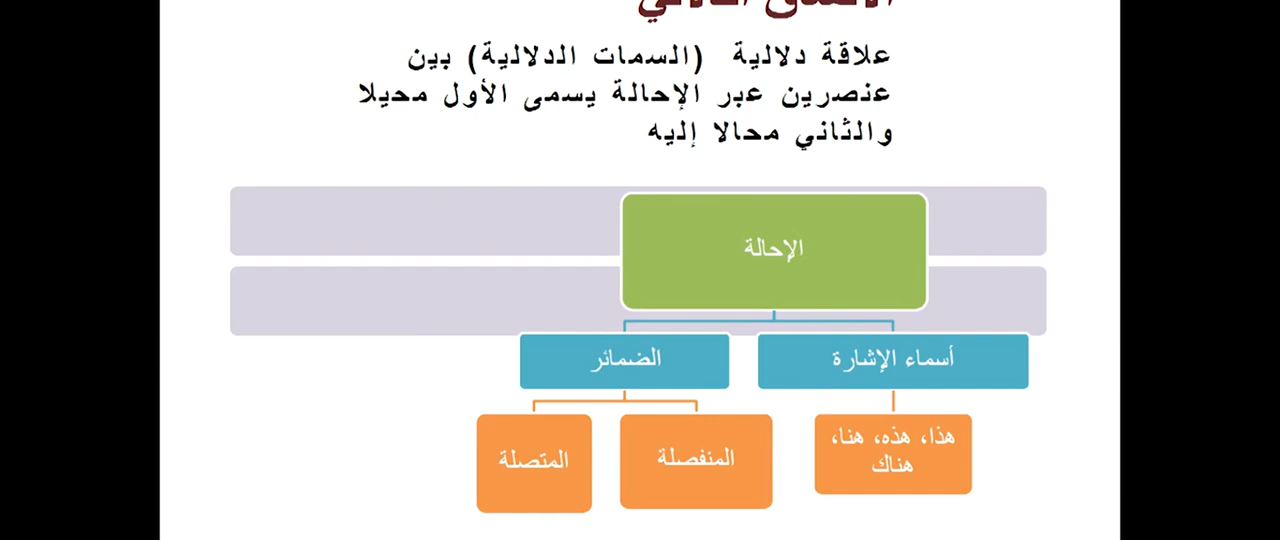 علاقة دلالية (السمات الدلالية) بين
عنصرين عبر الإحالة يسمى الأول محيلا
والثاني محالا إليه
الإحالة
أسماء الإشارة
الضمائر
هذا، هذه، هنا،
هناك
المنفصلة
المتصلة